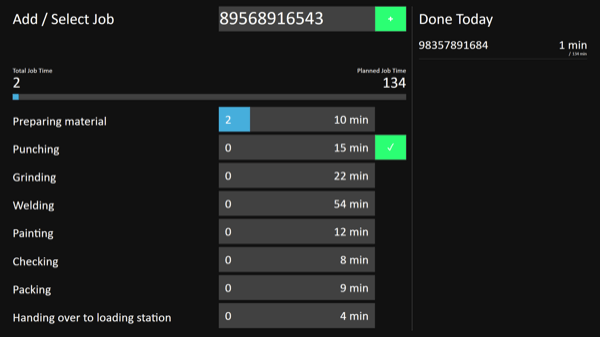 Add / Select Job
89568916543
+
Total Job Time
2
Planned Job Time
134
Preparing material 2 10 min
Punching 0 15 min ✓
Grinding 0 22 min
Welding 0 54 min
Painting 0 12 min
Checking 0 8 min
Packing 0 9 min
Handing over to loading station 0 4 min
Done Today
98357891684 1 min
/ 134 min